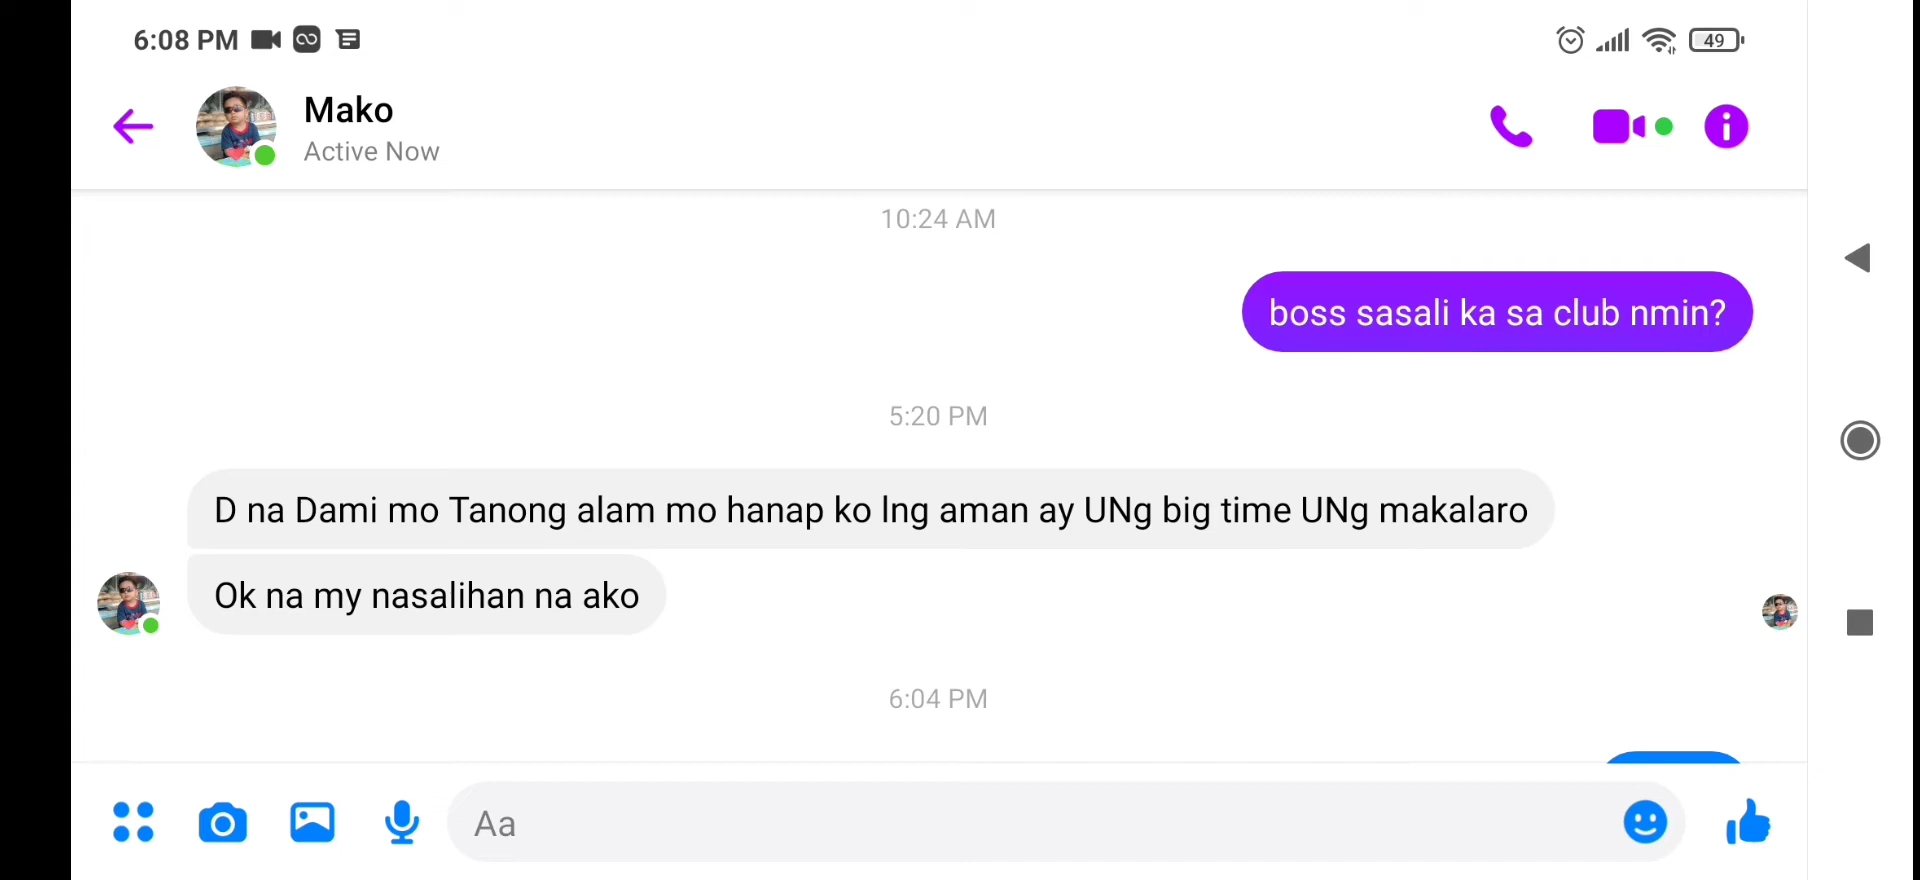 6:08 PM
49
Mako
Active Now
10:24 AM
boss sasali ka sa club nmin?
5:20 PM
D na Dami mo Tanong alam mo hanap ko lng aman ay UNg big time UNg makalaro
Ok na my nasalihan na ako
6:04 PM
Aa